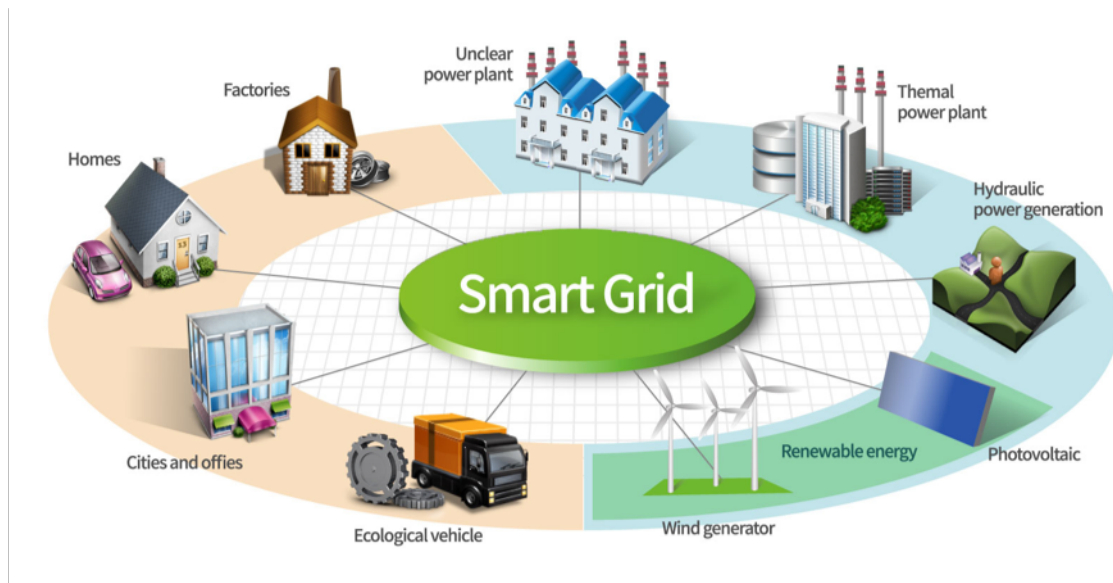 Unclear
power plant
Factories
Themal
power plant
Homes
Hydraulic
power generation
Smart Grid
Renewable energy
Photovoltaic
Cities and offies
Wind generator
Ecological vehicle